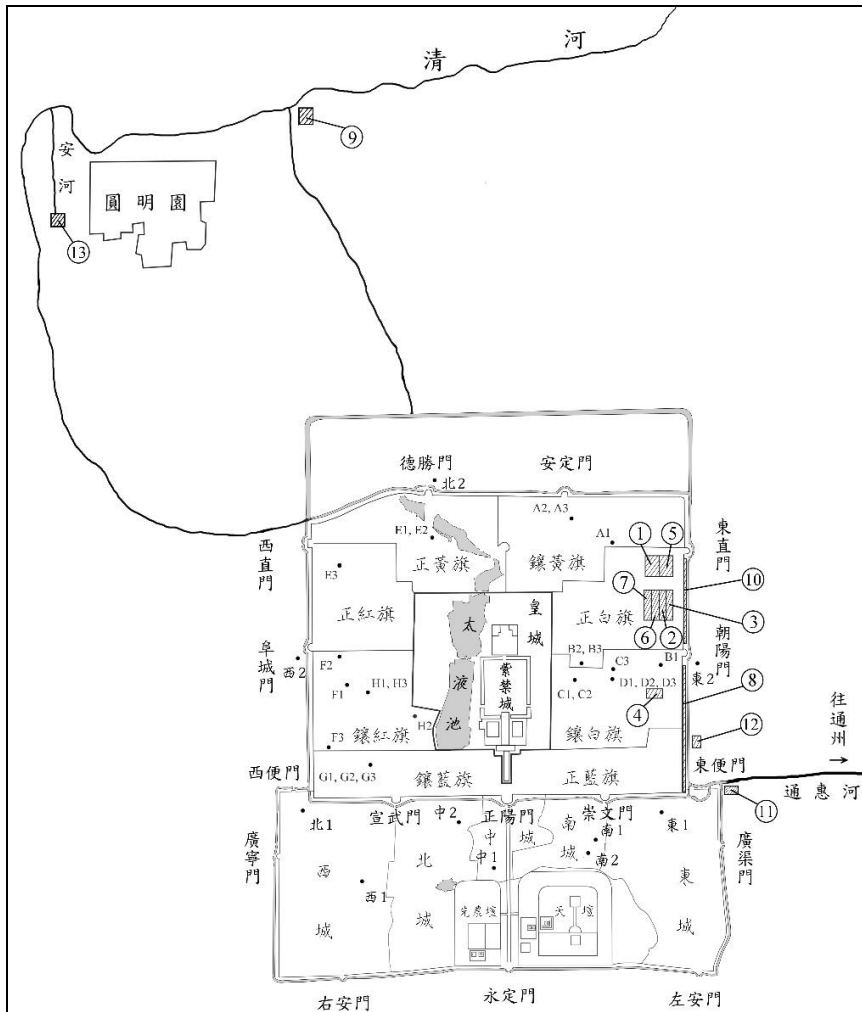 清 河
⑨
安河
圓明園
⑬
德勝門
安定門
北2
A2, A3
E1, E2
A1
①
⑤
東直門
西直門
正黃旗
鑲黃旗
⑩
E3
⑦
皇城
正紅旗
太液池
正白旗
③
⑥
②
朝陽門
阜城門
紫禁城
西2
F2
B2, B3
B1
C3
東2
⑧
F1
H1, H3
C1, C2
D1, D2, D3
④
往通州
→
H2
鑲紅旗
鑲白旗
⑫
F3
西便門
東便門
G1, G2, G3
鑲藍旗
正藍旗
通惠河
⑪
北1
宣武門
中2
正陽門
崇文門
東1
南1
廣寧門
中城
南城
廣渠門
中1
南2
西城
北城
東城
西1
先農壇
天壇
右安門
永定門
左安門